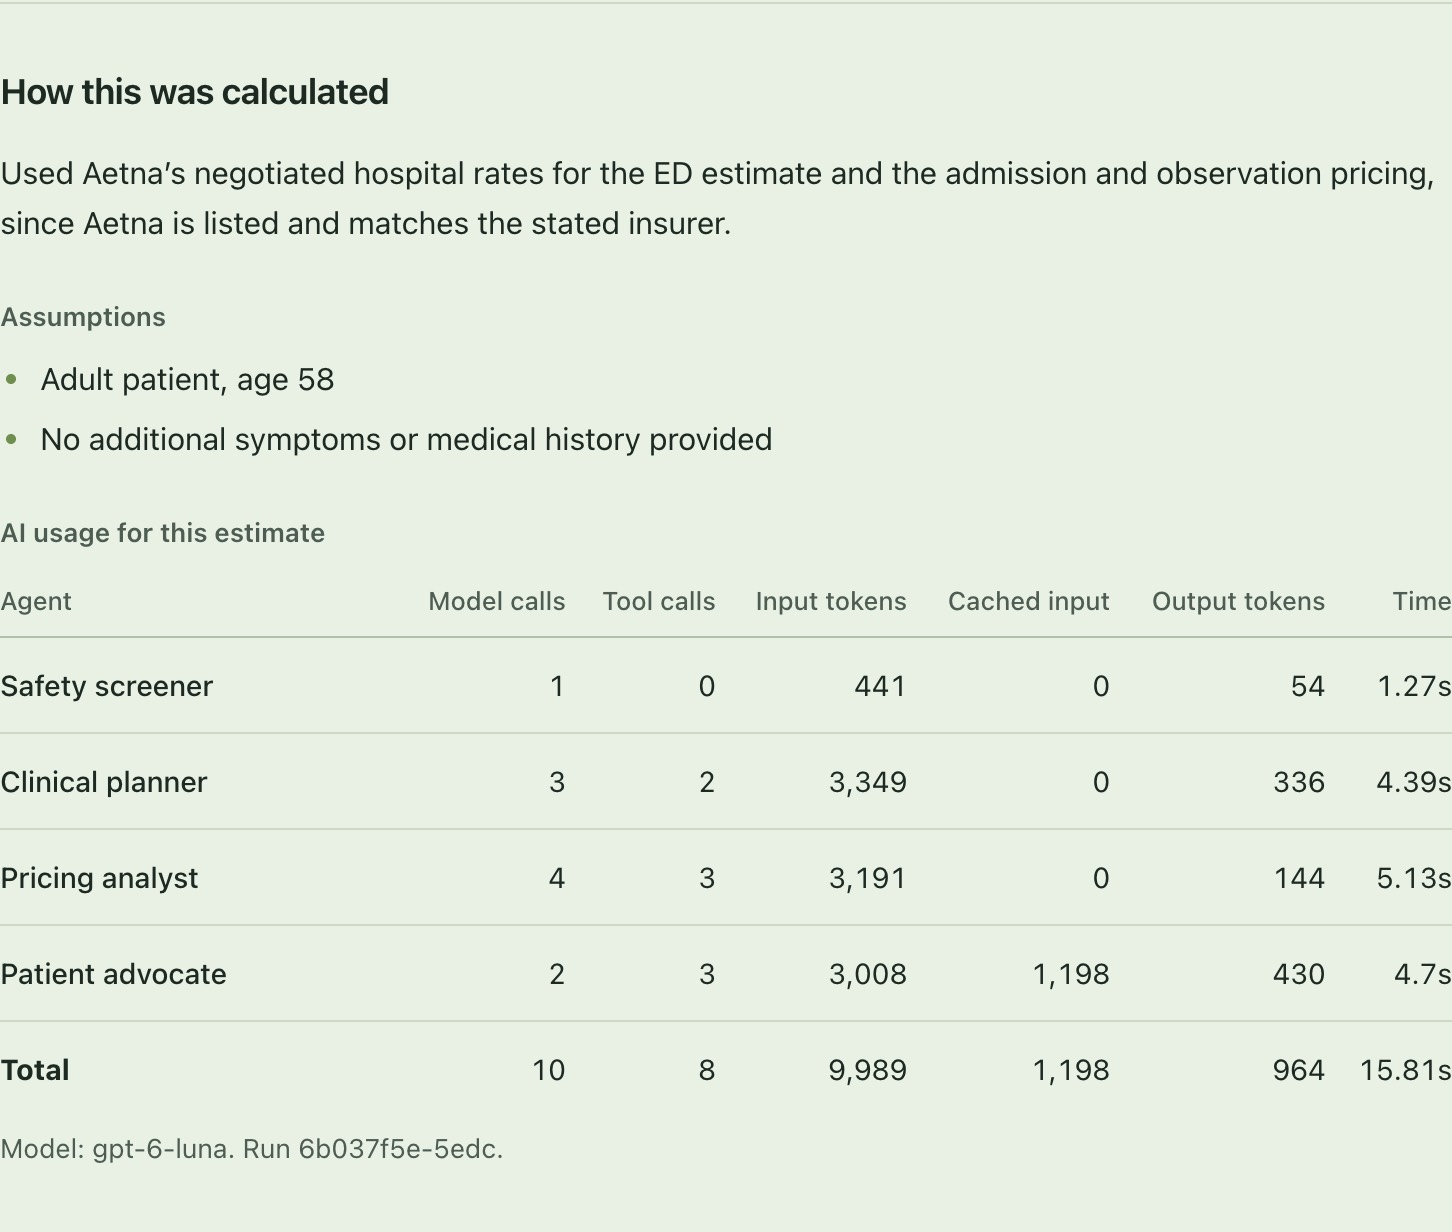 How this was calculated
Used Aetna’s negotiated hospital rates for the ED estimate and the admission and observation pricing,
since Aetna is listed and matches the stated insurer.
Assumptions
• Adult patient, age 58
• No additional symptoms or medical history provided
AI usage for this estimate
Agent Model calls Tool calls Input tokens Cached input Output tokens Time
Safety screener 1 0 441 0 54 1.27s
Clinical planner 3 2 3,349 0 336 4.39s
Pricing analyst 4 3 3,191 0 144 5.13s
Patient advocate 2 3 3,008 1,198 430 4.7s
Total 10 8 9,989 1,198 964 15.81s
Model: gpt-6-luna. Run 6b037f5e-5edc.